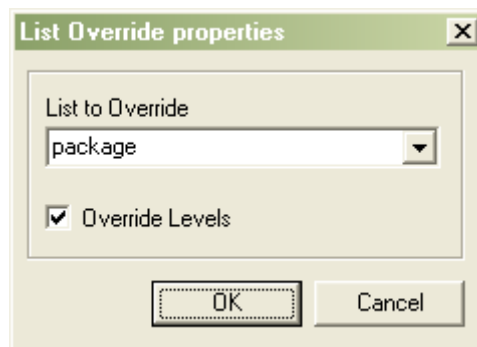 List Override properties
List to Override
package
Override Levels
OK
Cancel